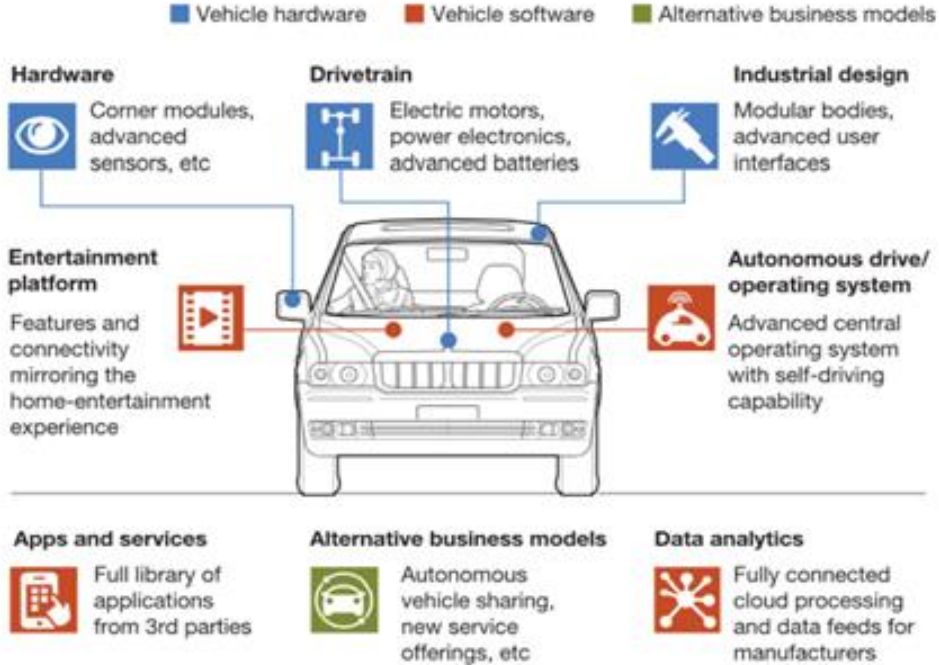 Vehicle hardware
Vehicle software
Alternative business models
Hardware
Corner modules,
advanced
sensors, etc
Drivetrain
Electric motors,
power electronics,
advanced batteries
Industrial design
Modular bodies,
advanced user
interfaces
Entertainment
platform
Features and
connectivity
mirroring the
home-entertainment
experience
Autonomous drive/
operating system
Advanced central
operating system
with self-driving
capability
Apps and services
Full library of
applications
from 3rd parties
Alternative business models
Autonomous
vehicle sharing,
new service
offerings, etc
Data analytics
Fully connected
cloud processing
and data feeds for
manufacturers